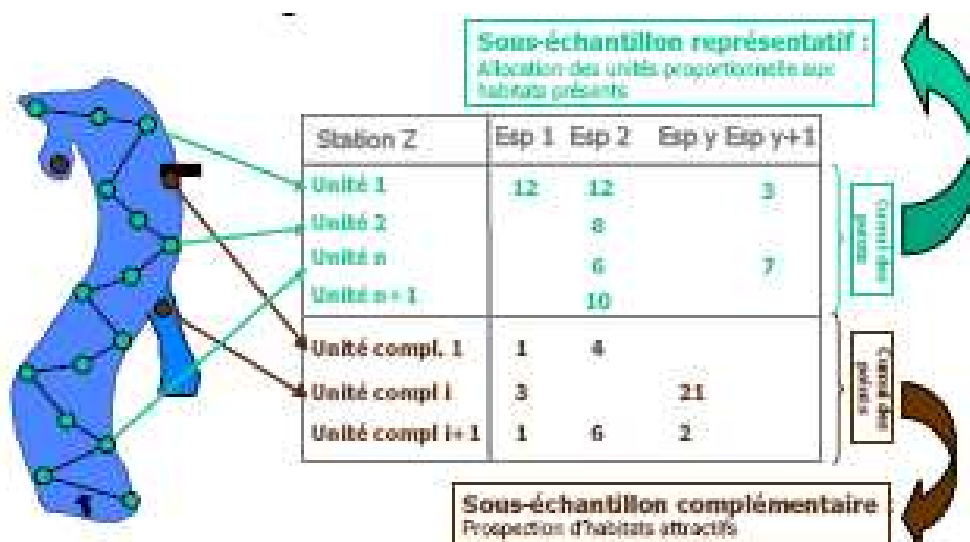 Sous-échantillon représentatif :
Allocation des unités proportionnelle aux
habitats présents
Station Z Esp 1 Esp 2 Esp y Esp y+1
Unité 1 12 12 3
Unité 2 8
Unité n 6 7
Unité n+1 10
Unité compl. 1 1 4
Unité compl i 3 21
Unité compl i+1 1 6 2
Sous-échantillon complémentaire
Prospection d'habitats attractifs